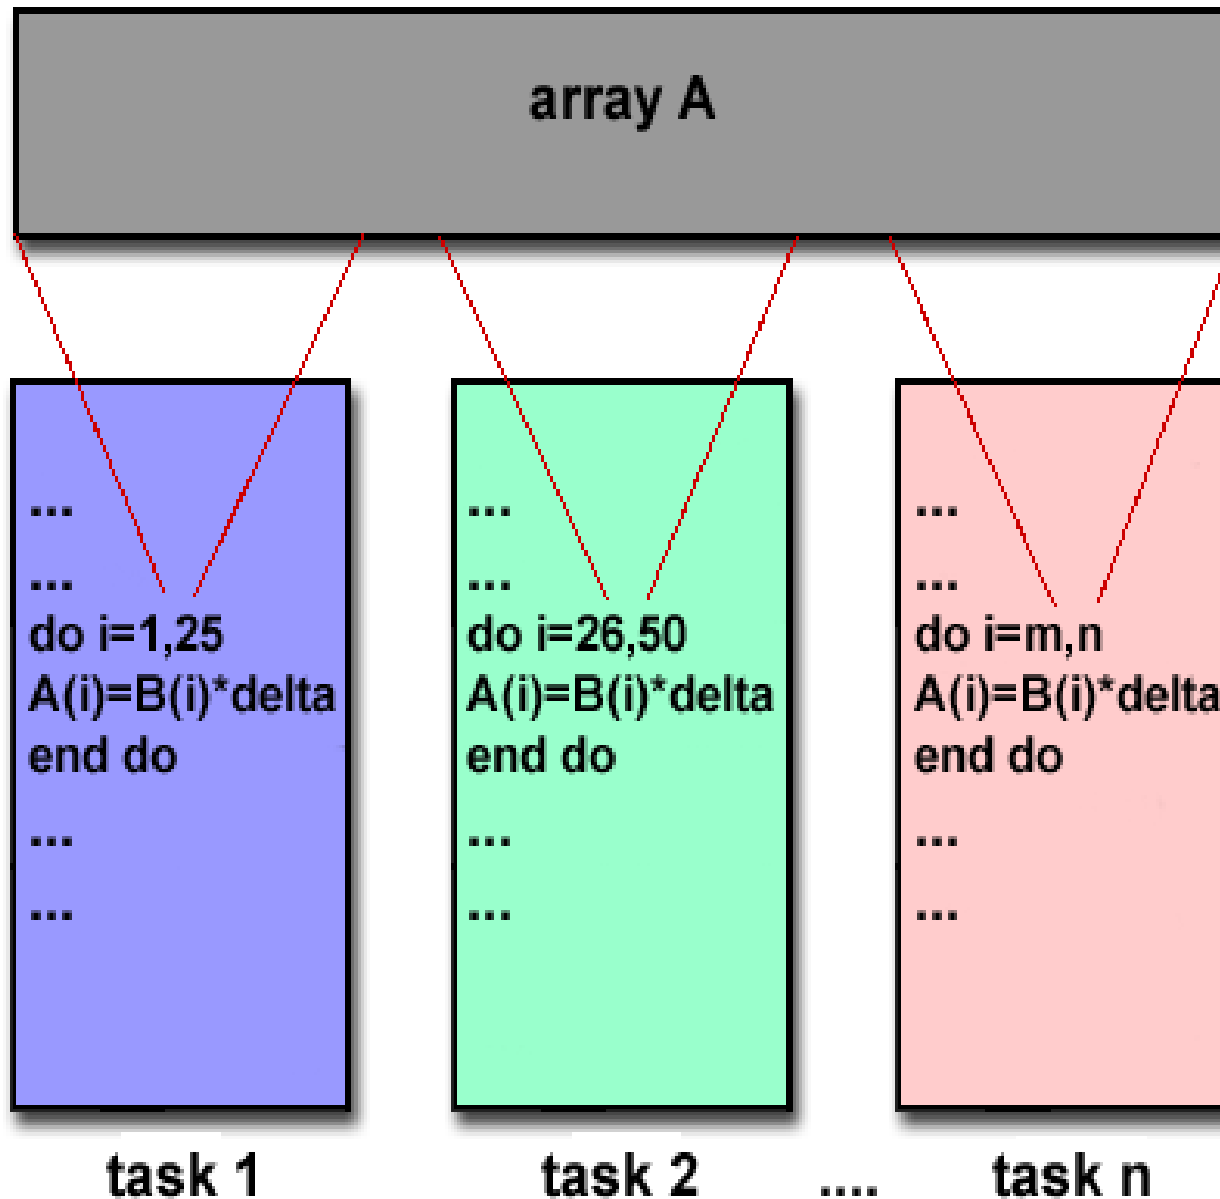 array A
...
...
do i=1,25
A(i)=B(i)*delta
end do
...
...
...
...
do i=26,50
A(i)=B(i)*delta
end do
...
...
...
...
do i=m,n
A(i)=B(i)*delta
end do
...
...
task 1
task 2
....
task n